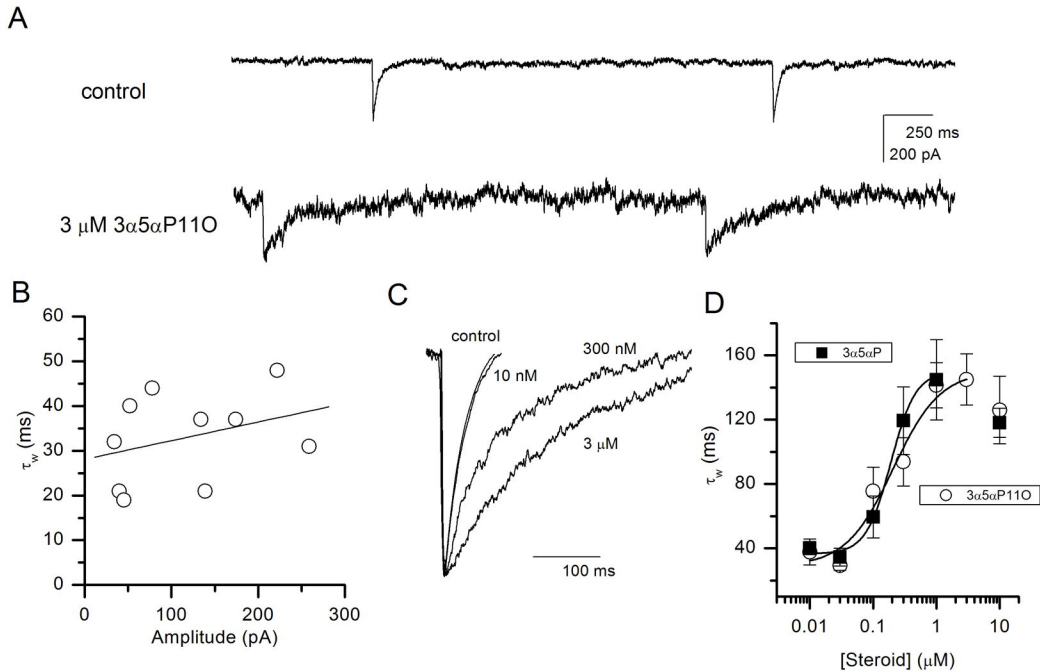 A
control
250 ms
200 pA
3 μM 3α5αP11O
B
60
50
40
30
20
10
0
τw (ms)
0 100 200 300
Amplitude (pA)
C
control
10 nM
300 nM
3 μM
100 ms
D
160
120
80
40
τw (ms)
3α5αP
3α5αP11O
0.01 0.1 1 10
[Steroid] (μM)